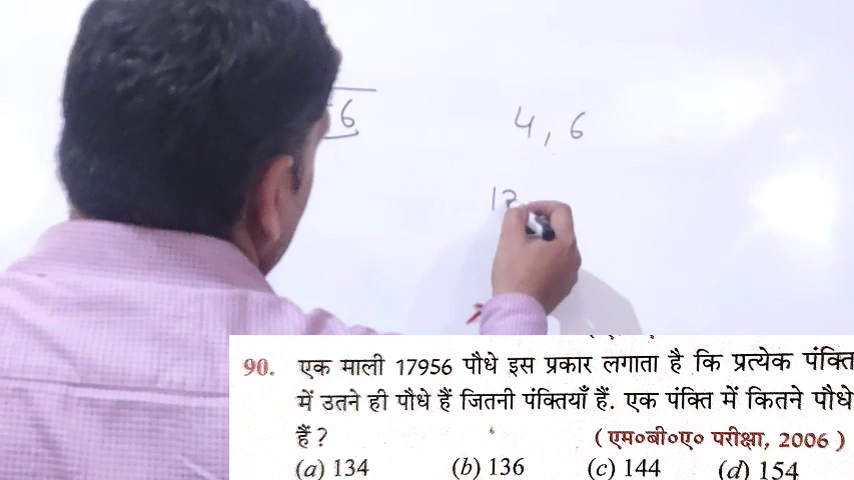 6
4, 6
90. एक माली 17956 पौधे इस प्रकार लगाता है कि प्रत्येक पंक्ति
में उतने ही पौधे हैं जितनी पंक्तियाँ हैं. एक पंक्ति में कितने पौधे
हैं ? (एम०बी०ए० परीक्षा, 2006)
(a) 134 (b) 136 (c) 144 (d) 154